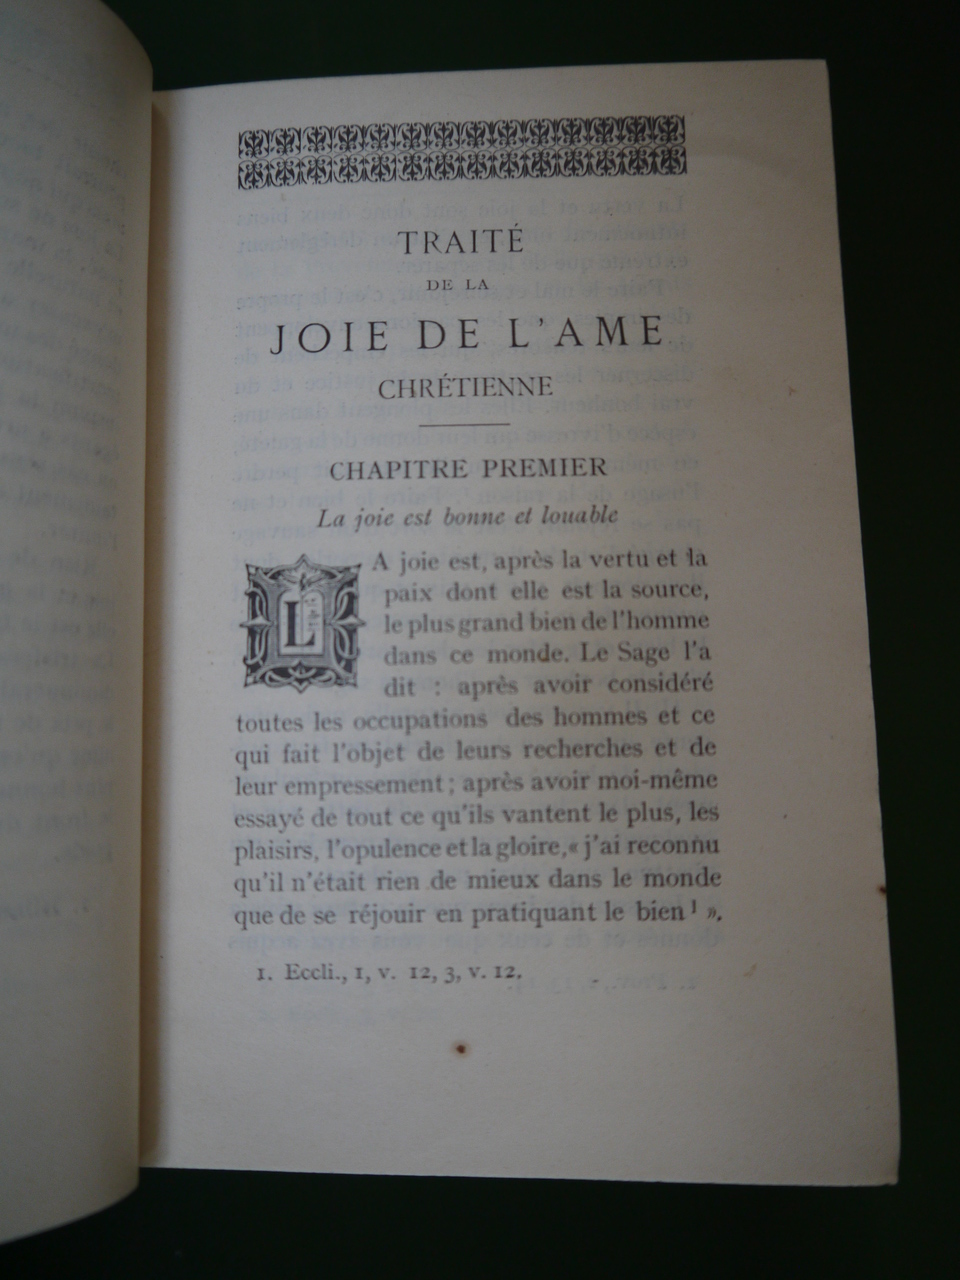 TRAITÉ
DE LA
JOIE DE L'AME
CHRÉTIENNE
CHAPITRE PREMIER
La joie est bonne et louable
LA joie est, après la vertu et la
paix dont elle est la source,
le plus grand bien de l'homme
dans ce monde. Le Sage l'a
dit : après avoir considéré
toutes les occupations des hommes et ce
qui fait l'objet de leurs recherches et de
leur empressement ; après avoir moi-même
essayé de tout ce qu'ils vantent le plus, les
plaisirs, l'opulence et la gloire, « j'ai reconnu
qu'il n'était rien de mieux dans le monde
que de se réjouir en pratiquant le bien 1 ».
1. Eccli., 1, v. 12, 3, v. 12.